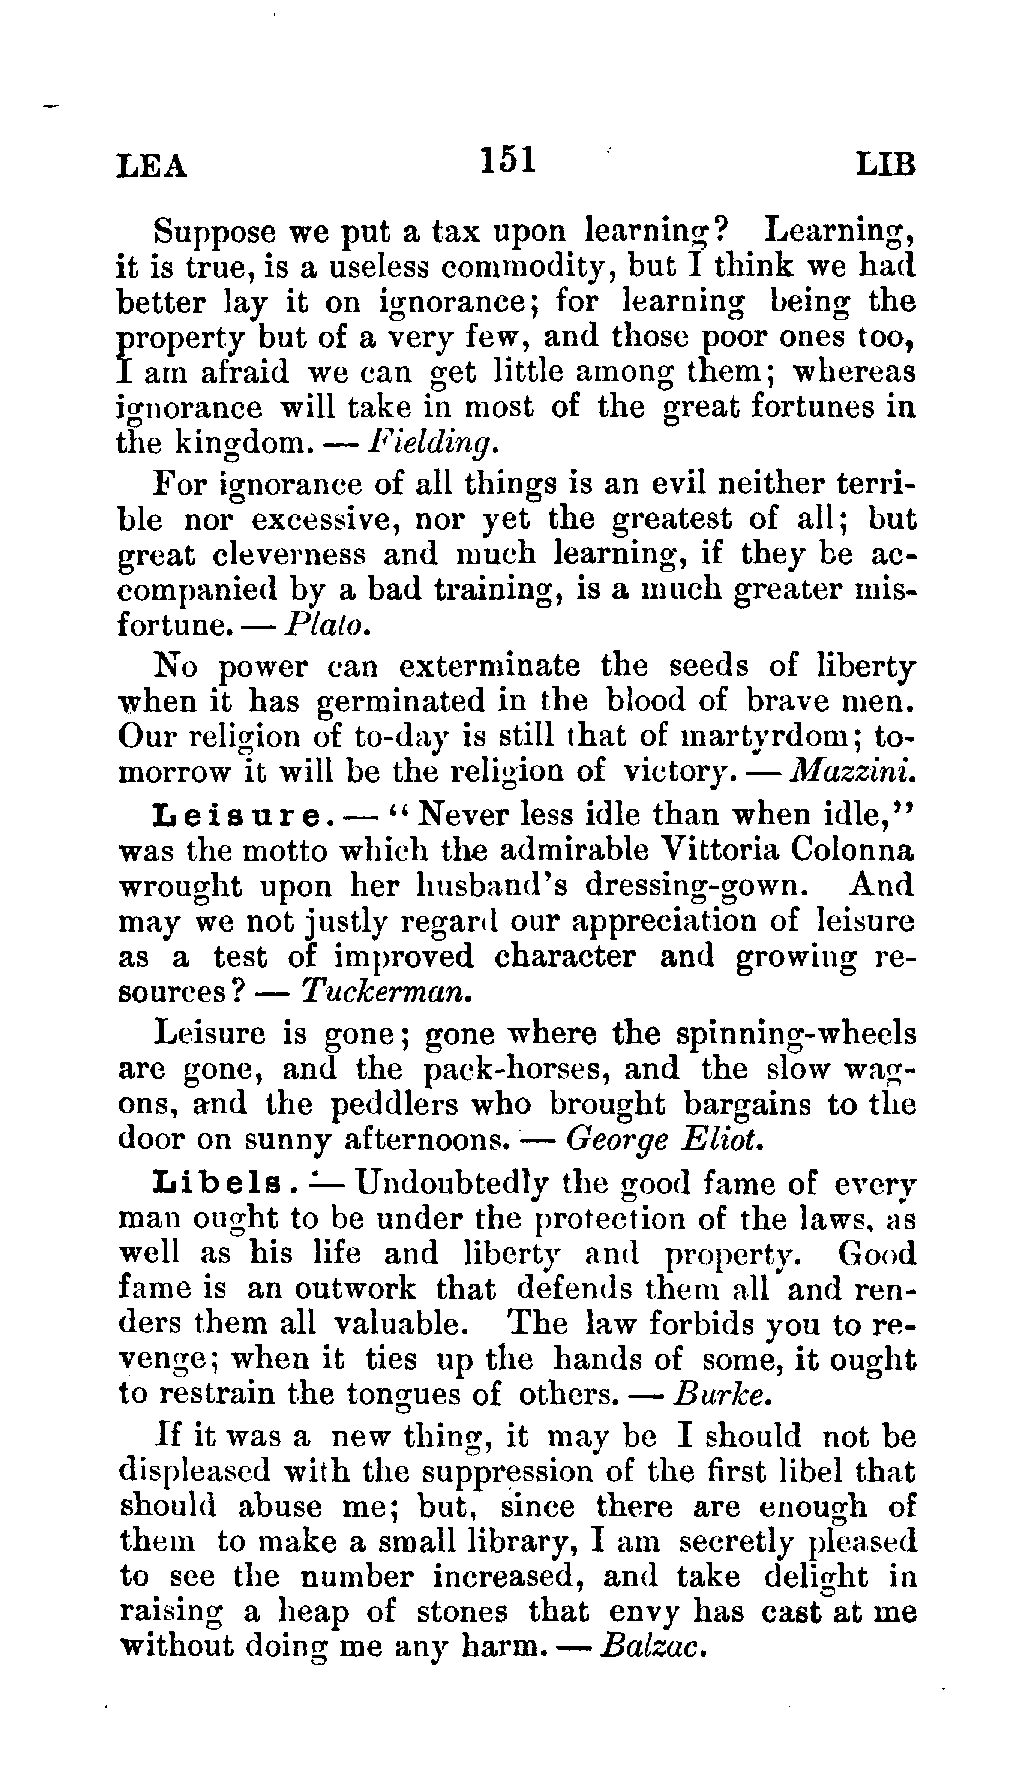 LEA 151 LIB
Suppose we put a tax upon learning? Learning,
it is true, is a useless commodity, but I think we had
better lay it on ignorance; for learning being the
property but of a very few, and those poor ones too,
I am afraid we can get little among them; whereas
ignorance will take in most of the great fortunes in
the kingdom. — Fielding.
For ignorance of all things is an evil neither terri-
ble nor excessive, nor yet the greatest of all; but
great cleverness and much learning, if they be ac-
companied by a bad training, is a much greater mis-
fortune. — Plato.
No power can exterminate the seeds of liberty
when it has germinated in the blood of brave men.
Our religion of to-day is still that of martyrdom; to-
morrow it will be the religion of victory. — Mazzini.
Leisure. — “Never less idle than when idle,”
was the motto which the admirable Vittoria Colonna
wrought upon her husband's dressing-gown. And
may we not justly regard our appreciation of leisure
as a test of improved character and growing re-
sources? — Tuckerman.
Leisure is gone; gone where the spinning-wheels
are gone, and the pack-horses, and the slow wag-
ons, and the peddlers who brought bargains to the
door on sunny afternoons. — George Eliot.
Libels. — Undoubtedly the good fame of every
man ought to be under the protection of the laws, as
well as his life and liberty and property. Good
fame is an outwork that defends them all and ren-
ders them all valuable. The law forbids you to re-
venge; when it ties up the hands of some, it ought
to restrain the tongues of others. — Burke.
If it was a new thing, it may be I should not be
displeased with the suppression of the first libel that
should abuse me; but, since there are enough of
them to make a small library, I am secretly pleased
to see the number increased, and take delight in
raising a heap of stones that envy has cast at me
without doing me any harm. — Balzac.